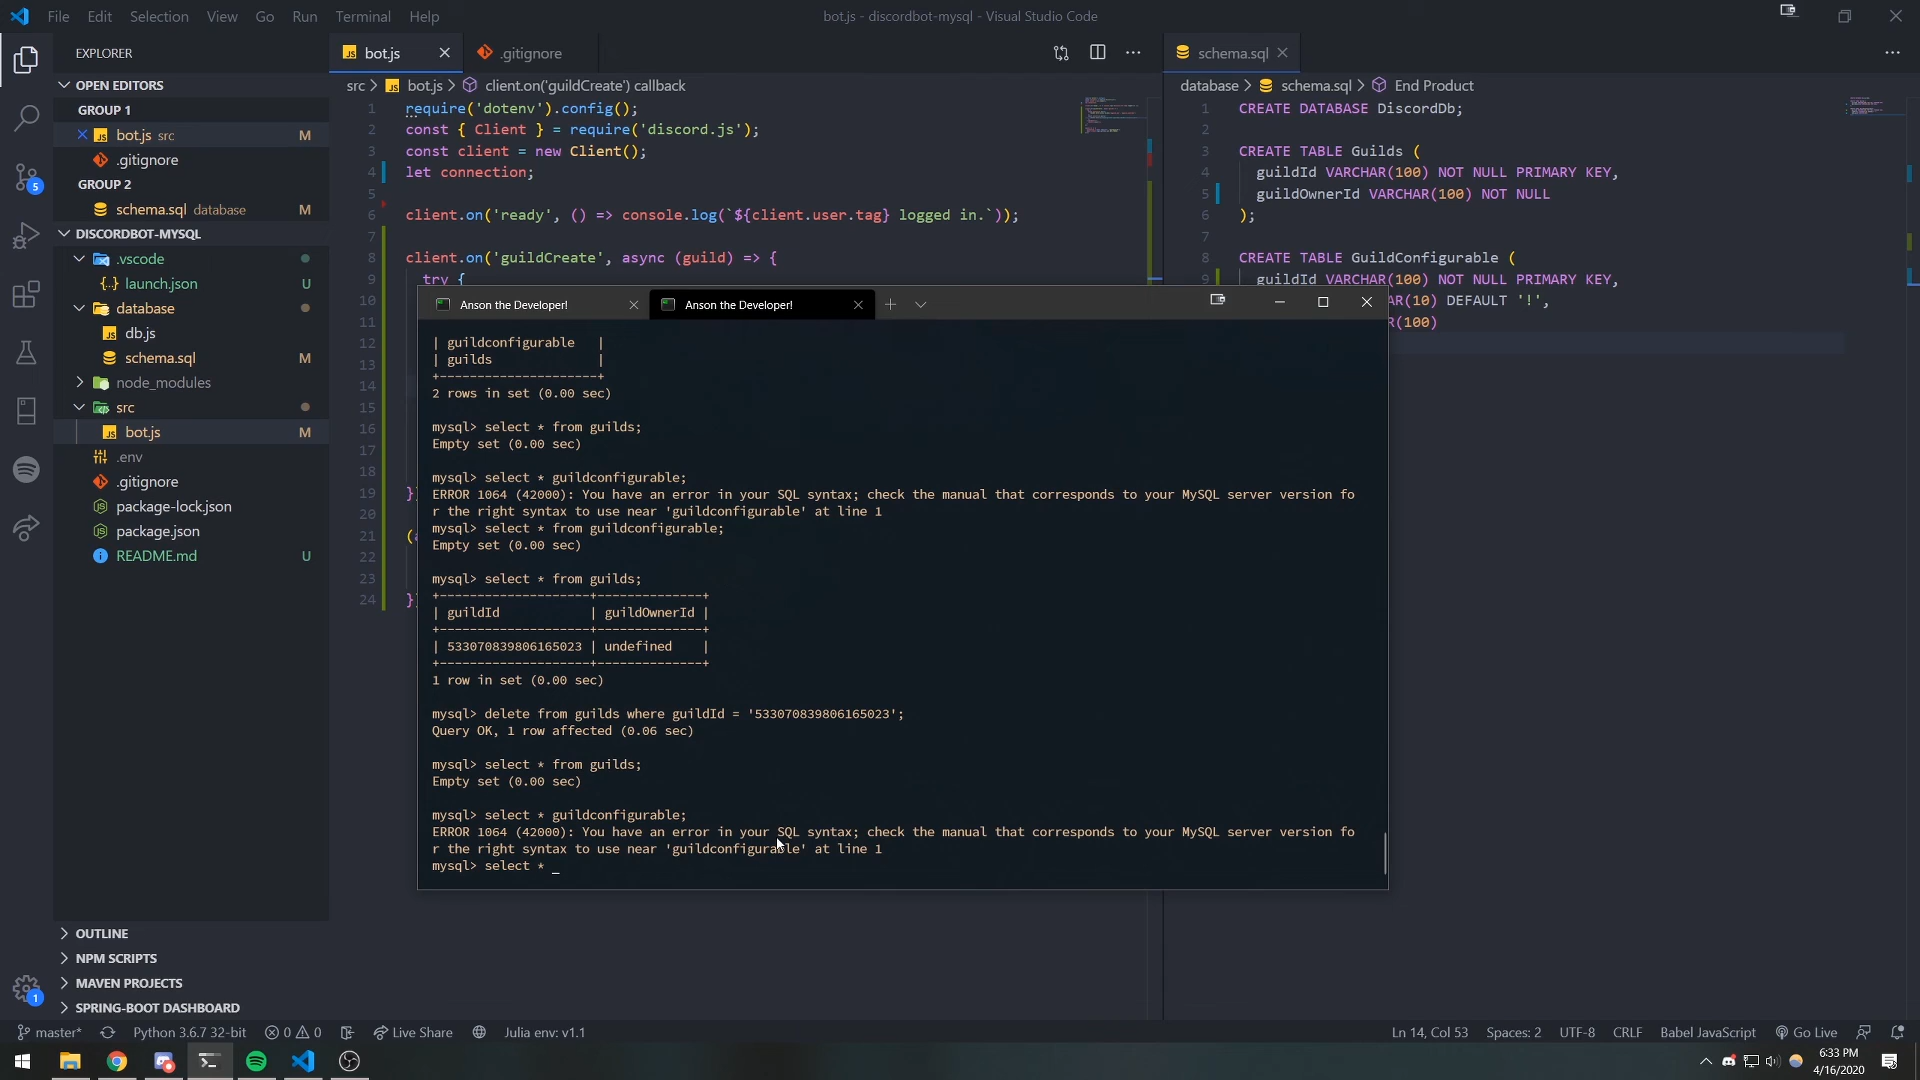 File Edit Selection View Go Run Terminal Help
bot.js - discordbot-mysql - Visual Studio Code
EXPLORER
OPEN EDITORS
GROUP 1
bot.js src M
.gitignore
GROUP 2
schema.sql database M
DISCORDBOT-MYSQL
.vscode
launch.json U
database
db.js
schema.sql M
node_modules
src
bot.js M
.env
.gitignore
package-lock.json
package.json
README.md U
OUTLINE
NPM SCRIPTS
MAVEN PROJECTS
SPRING-BOOT DASHBOARD
5
1
bot.js
.gitignore
src > bot.js > client.on('guildCreate') callback
1 require('dotenv').config();
2 const { Client } = require('discord.js');
3 const client = new Client();
4 let connection;
5
6 client.on('ready', () => console.log(`${client.user.tag} logged in.`));
7
8 client.on('guildCreate', async (guild) => {
9 try {
10
11
12
13
14
15
16
17
18
19 }
20
21 (a
22
23
24 }
schema.sql
database > schema.sql > End Product
1 CREATE DATABASE DiscordDb;
2
3 CREATE TABLE Guilds (
4 guildId VARCHAR(100) NOT NULL PRIMARY KEY,
5 guildOwnerId VARCHAR(100) NOT NULL
6 );
7
8 CREATE TABLE GuildConfigurable (
9 guildId VARCHAR(100) NOT NULL PRIMARY KEY,
AR(10) DEFAULT '!',
R(100)
Anson the Developer!
Anson the Developer!
| guildconfigurable |
| guilds |
+---------------------+
2 rows in set (0.00 sec)
mysql> select * from guilds;
Empty set (0.00 sec)
mysql> select * guildconfigurable;
ERROR 1064 (42000): You have an error in your SQL syntax; check the manual that corresponds to your MySQL server version fo
r the right syntax to use near 'guildconfigurable' at line 1
mysql> select * from guildconfigurable;
Empty set (0.00 sec)
mysql> select * from guilds;
+--------------------+--------------+
| guildId | guildOwnerId |
+--------------------+--------------+
| 533070839806165023 | undefined |
+--------------------+--------------+
1 row in set (0.00 sec)
mysql> delete from guilds where guildId = '533070839806165023';
Query OK, 1 row affected (0.06 sec)
mysql> select * from guilds;
Empty set (0.00 sec)
mysql> select * guildconfigurable;
ERROR 1064 (42000): You have an error in your SQL syntax; check the manual that corresponds to your MySQL server version fo
r the right syntax to use near 'guildconfigurable' at line 1
mysql> select * _
master* Python 3.6.7 32-bit 0 0 Live Share Julia env: v1.1
Ln 14, Col 53 Spaces: 2 UTF-8 CRLF Babel JavaScript Go Live
6:33 PM
4/16/2020